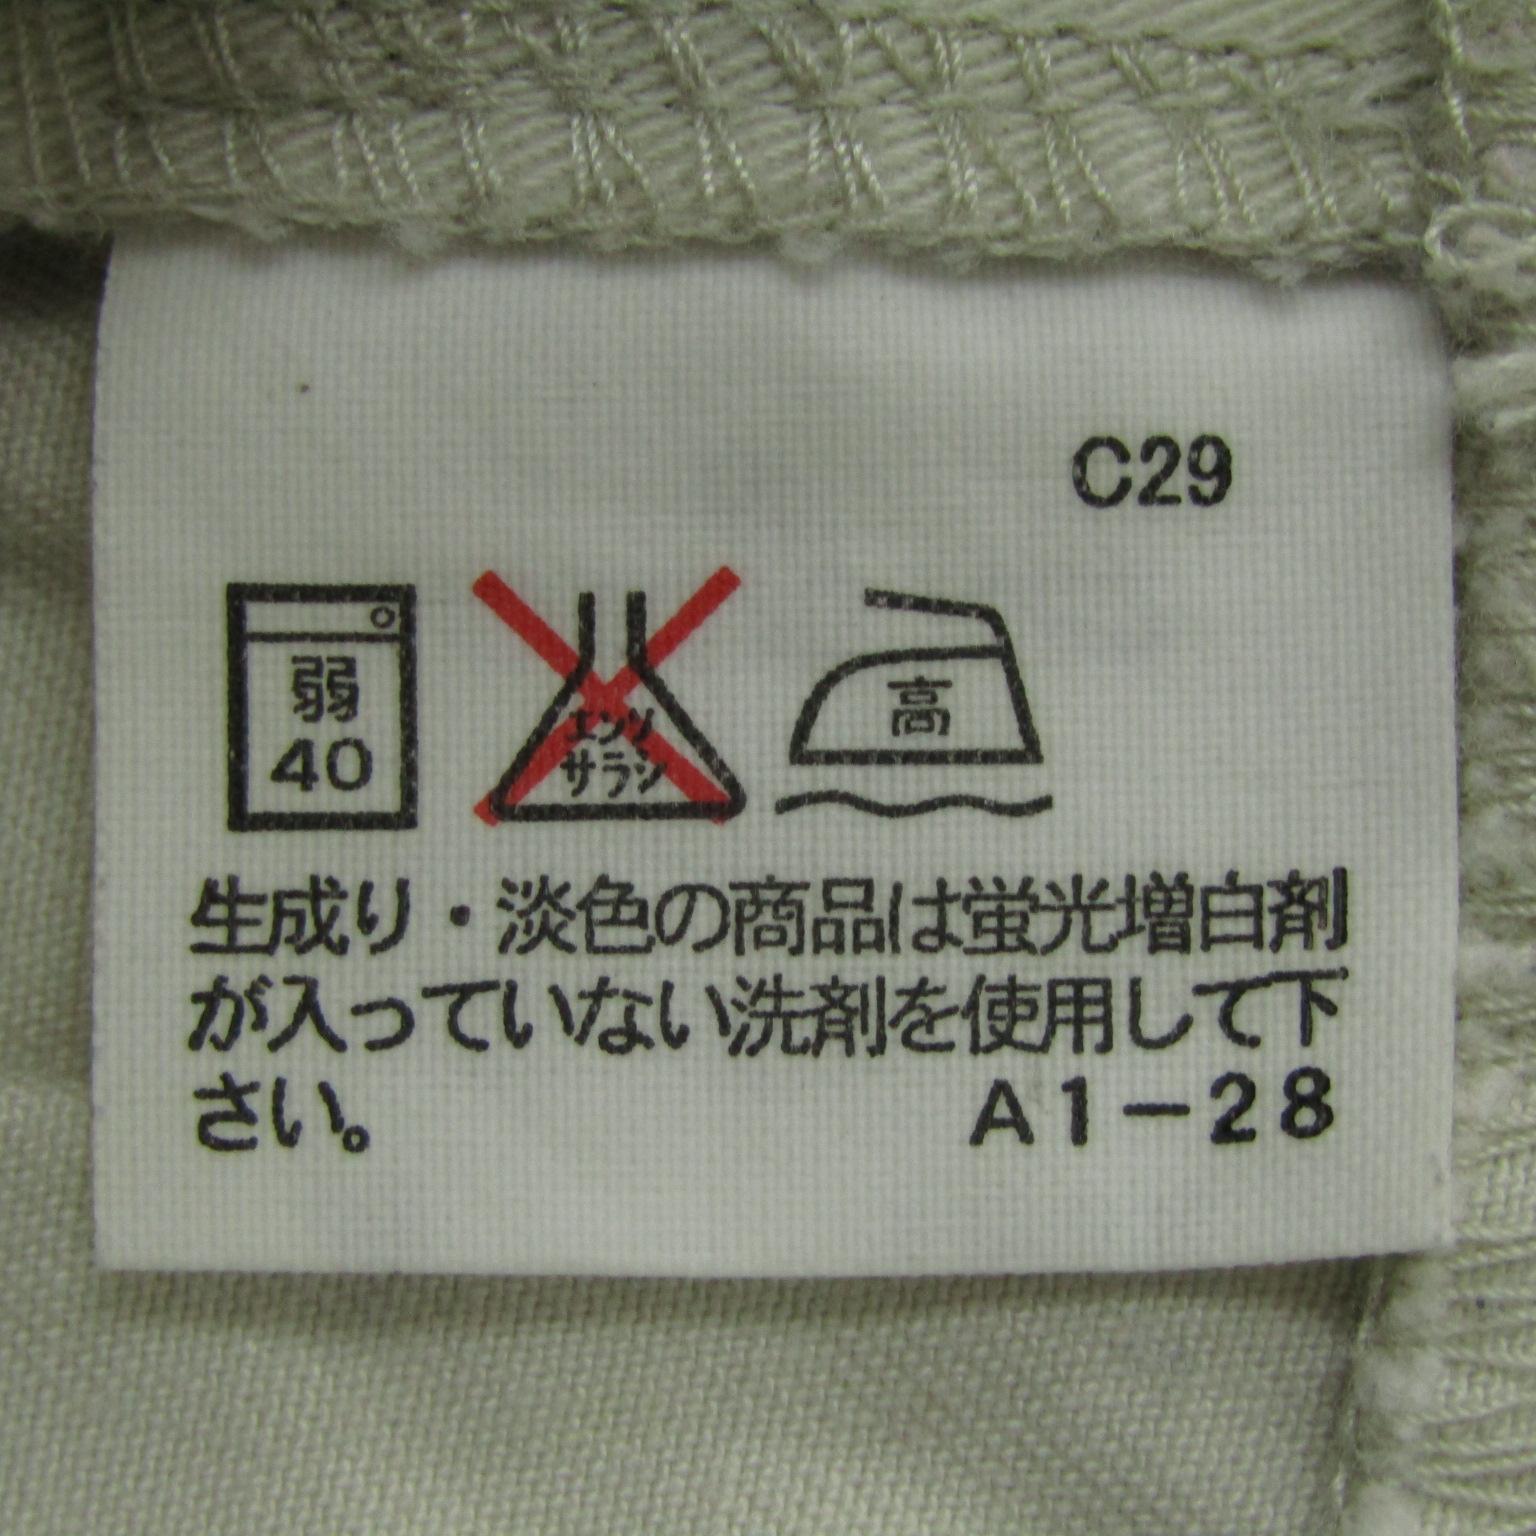 C29
弱
40
エンソ
サラシ
高
生成り・淡色の商品は蛍光増白剤
が入っていない洗剤を使用して下
さい。 A1-28